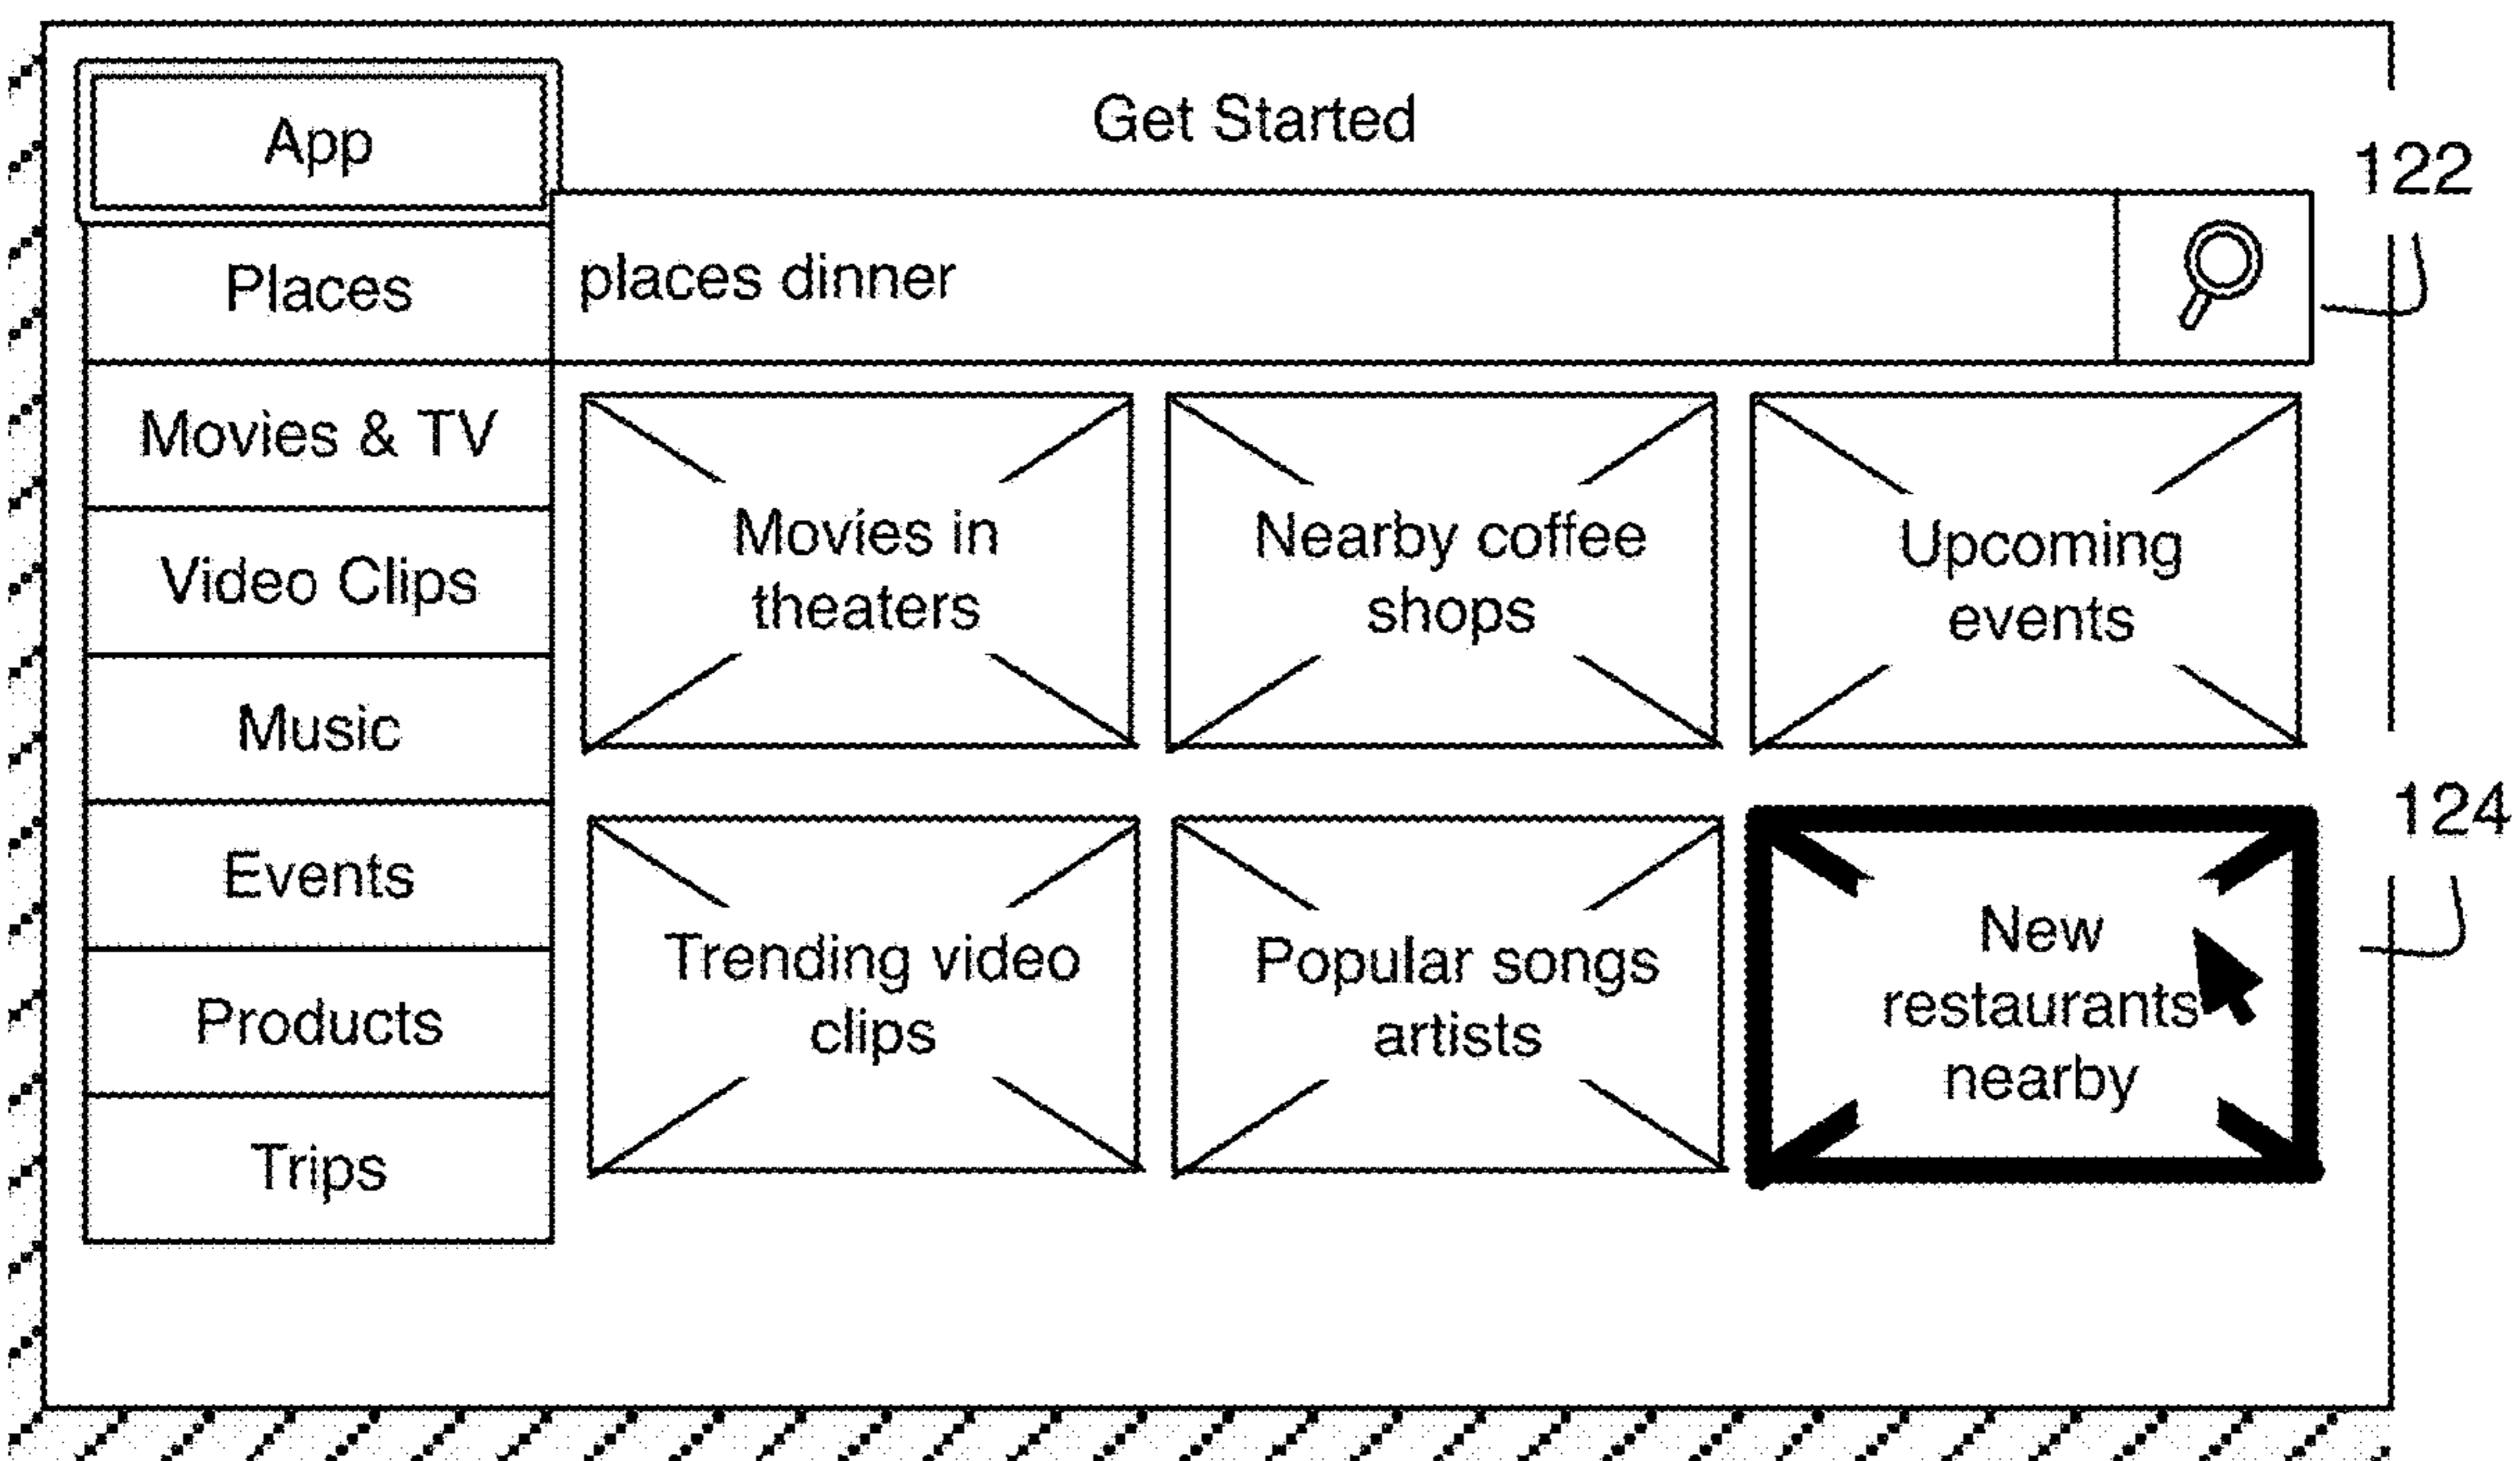 App
Get Started
122
Places
places dinner
Movies & TV
Video Clips
Music
Events
Products
Trips
Movies in
theaters
Nearby coffee
shops
Upcoming
events
124
Trending video
clips
Popular songs
artists
New
restaurants
nearby